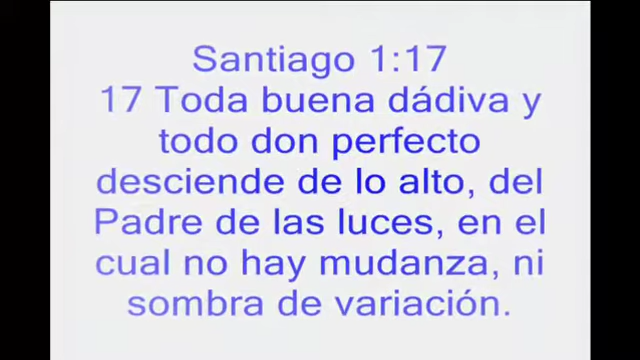 Santiago 1:17
17 Toda buena dádiva y
todo don perfecto
desciende de lo alto, del
Padre de las luces, en el
cual no hay mudanza, ni
sombra de variación.